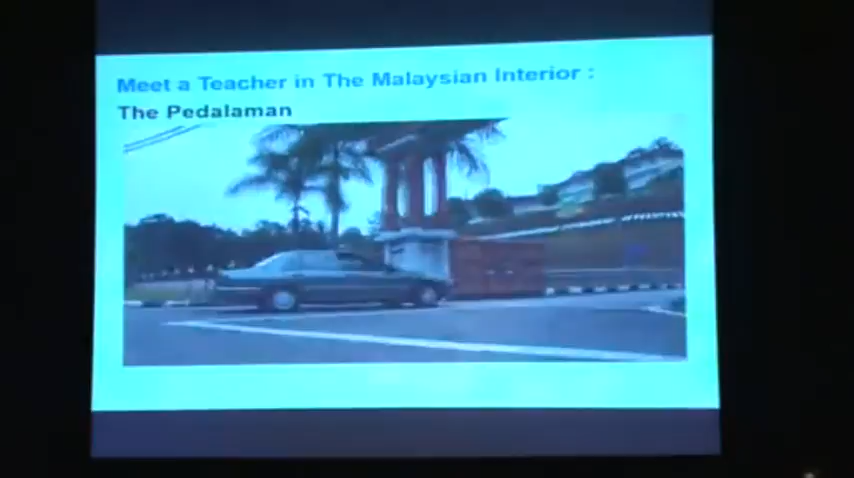 Meet a Teacher in The Malaysian Interior :
The Pedalaman